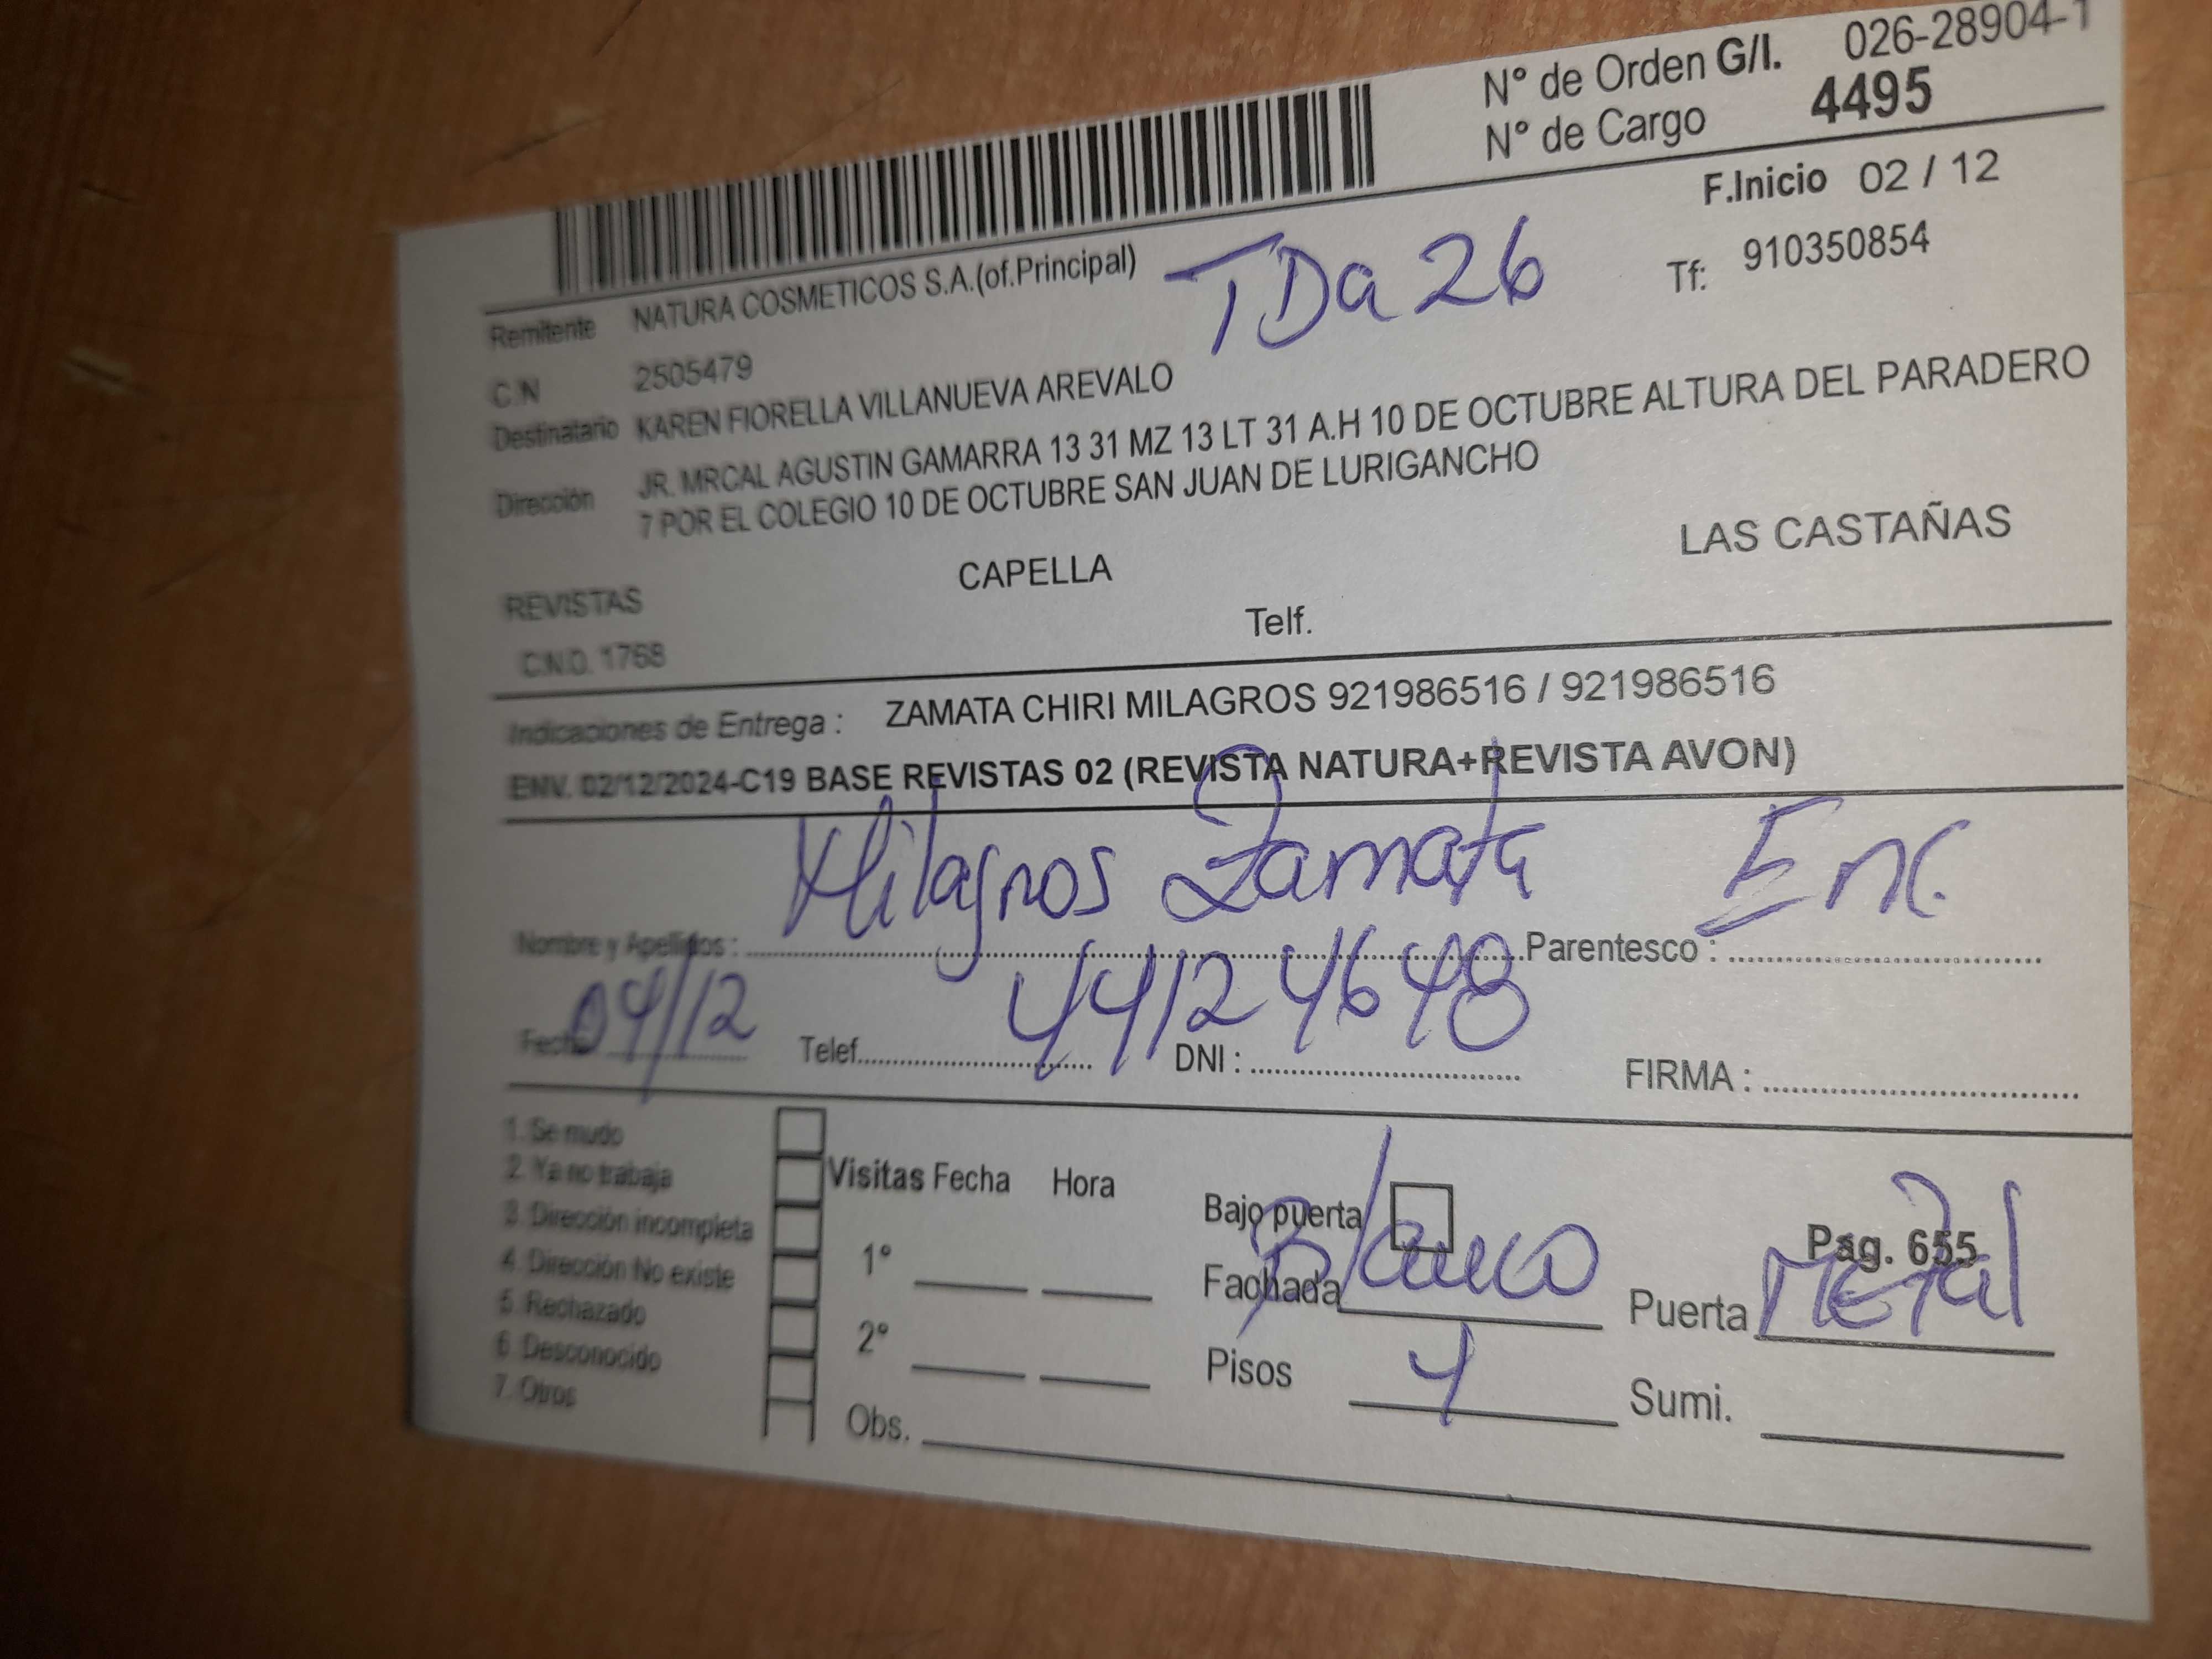 N° de Orden G/I. 026-28904-1
N° de Cargo 4495
F.Inicio 02 / 12
Remitente NATURA COSMETICOS S.A.(of.Principal) TDa 26 Tf: 910350854
C.N 2505479
Destinatario KAREN FIORELLA VILLANUEVA AREVALO
Dirección JR. MRCAL AGUSTIN GAMARRA 13 31 MZ 13 LT 31 A.H 10 DE OCTUBRE ALTURA DEL PARADERO
7 POR EL COLEGIO 10 DE OCTUBRE SAN JUAN DE LURIGANCHO
REVISTAS CAPELLA LAS CASTAÑAS
C.N.D. 1768 Telf.
Indicaciones de Entrega : ZAMATA CHIRI MILAGROS 921986516 / 921986516
ENV. 02/12/2024-C19 BASE REVISTAS 02 (REVISTA NATURA+REVISTA AVON)
Nombre y Apellidos : Milagros Zamata Parentesco : Enc.
Fecha 04/12 Telef. DNI : 44124648 FIRMA :
1. Se mudo
2. Ya no trabaja
3. Dirección incompleta
4. Dirección No existe
5. Rechazado
6. Desconocido
7. Otros
Visitas Fecha Hora
1°
2°
Obs.
Bajo puerta Pag. 655
Fachada Blanco Puerta Metal
Pisos 4 Sumi.